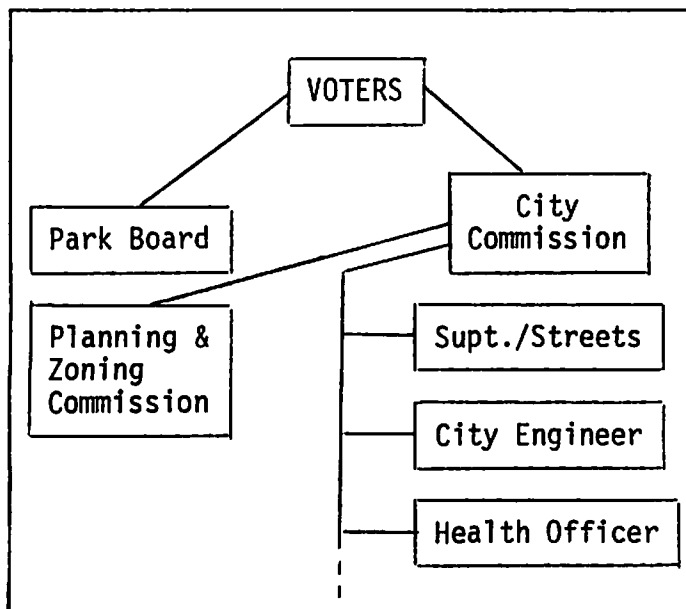 VOTERS
Park Board
City
Commission
Planning &
Zoning
Commission
Supt./Streets
City Engineer
Health Officer